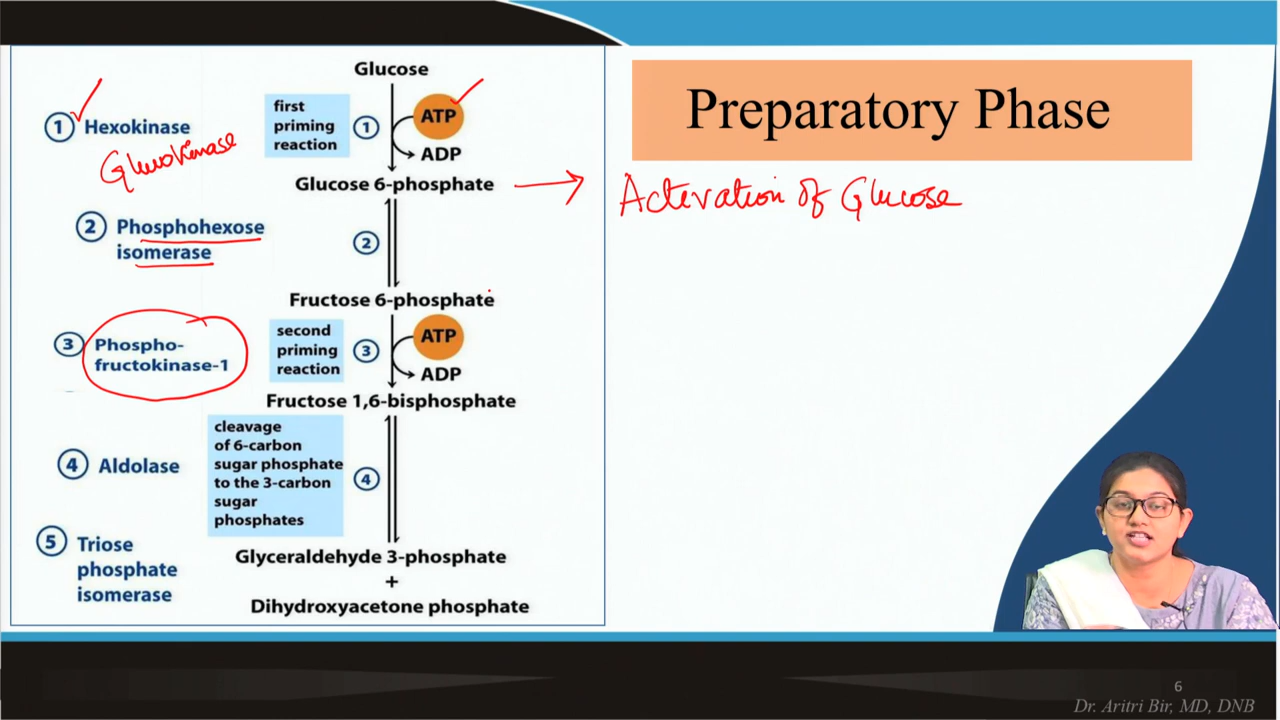 Glucose
① Hexokinase
Glucokinase
first
priming
reaction
①
ATP
ADP
Glucose 6-phosphate
② Phosphohexose
isomerase
②
Fructose 6-phosphate
③ Phospho-
fructokinase-1
second
priming
reaction
③
ATP
ADP
Fructose 1,6-bisphosphate
④ Aldolase
cleavage
of 6-carbon
sugar phosphate
to the 3-carbon
sugar
phosphates
④
⑤ Triose
phosphate
isomerase
Glyceraldehyde 3-phosphate
+
Dihydroxyacetone phosphate
Preparatory Phase
Activation of Glucose
6
Dr. Aritri Bir, MD, DNB